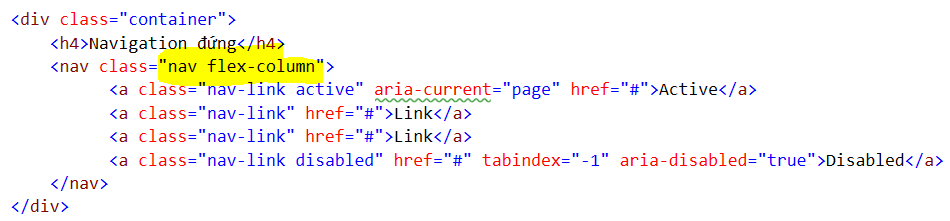 <div class="container">
    <h4>Navigation đứng</h4>
    <nav class="nav flex-column">
            <a class="nav-link active" aria-current="page" href="#">Active</a>
            <a class="nav-link" href="#">Link</a>
            <a class="nav-link" href="#">Link</a>
            <a class="nav-link disabled" href="#" tabindex="-1" aria-disabled="true">Disabled</a>
    </nav>
</div>